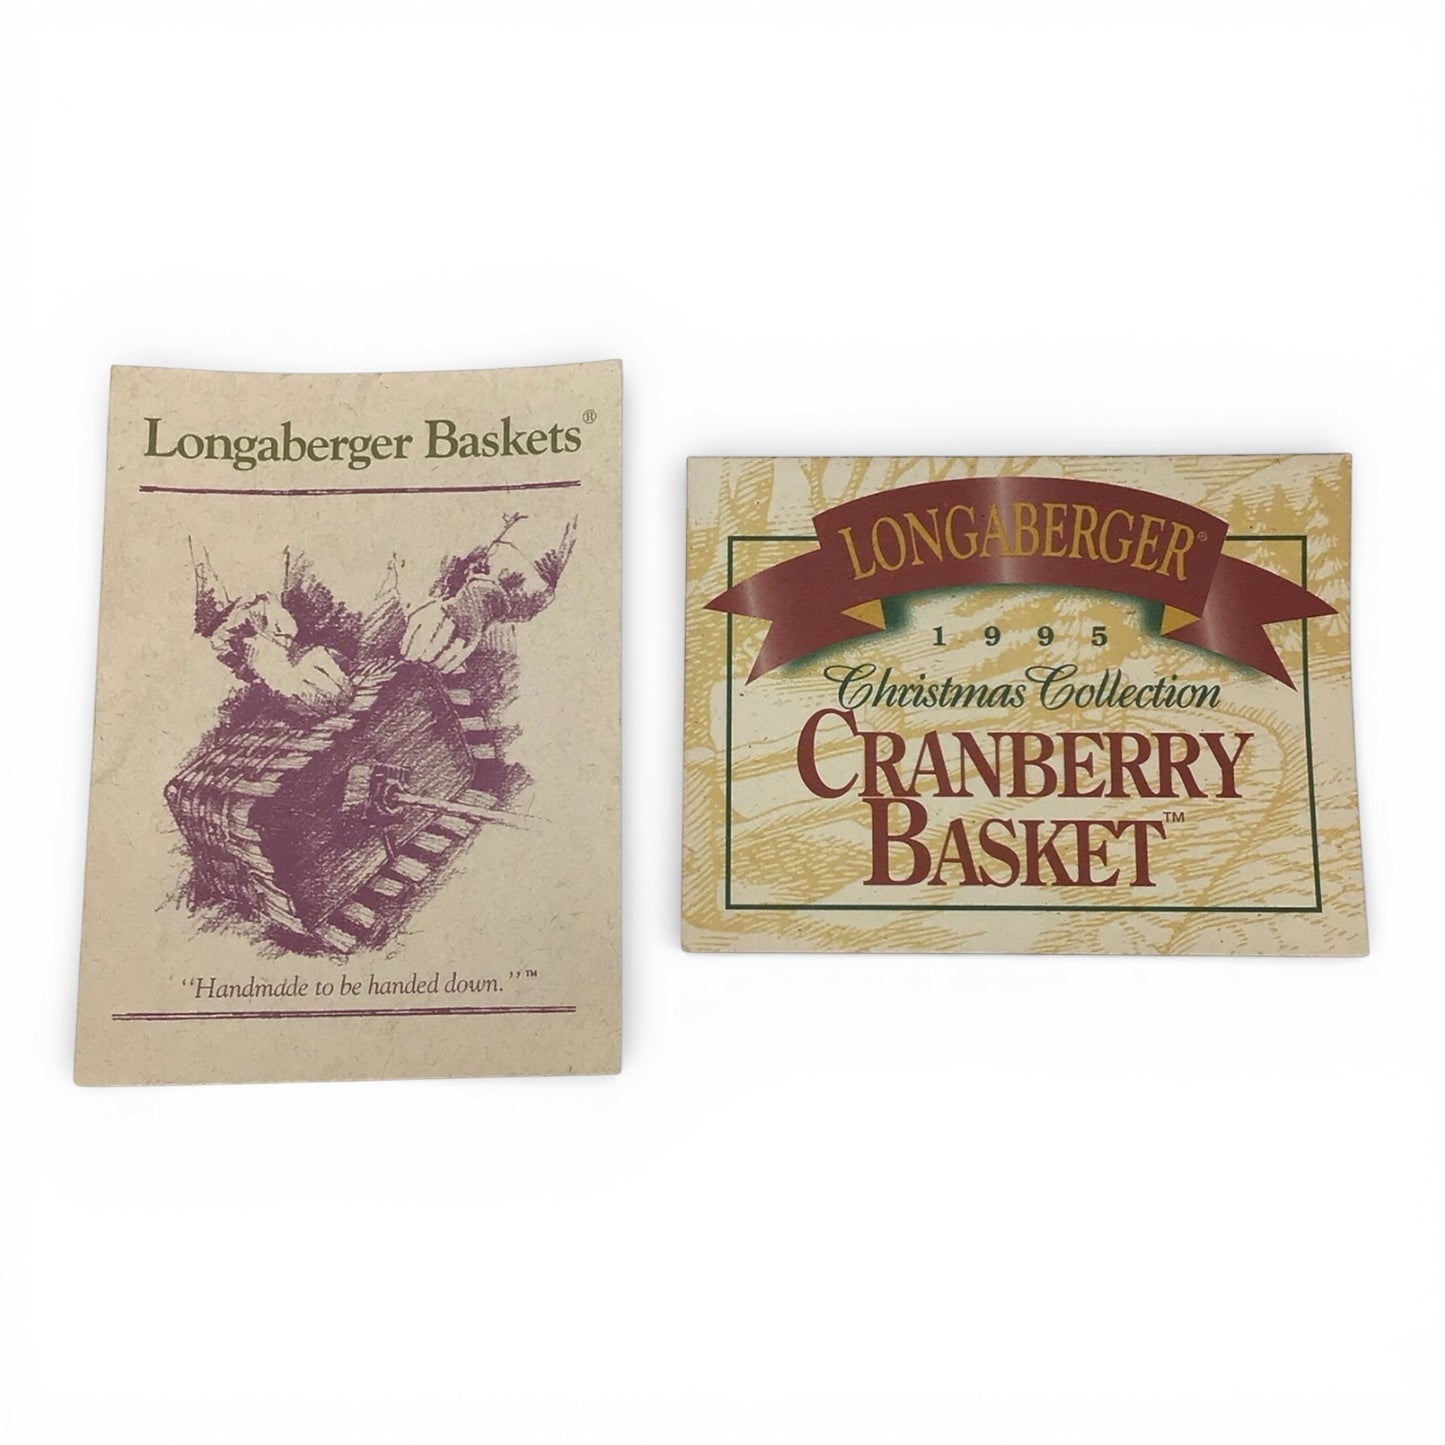 Longaberger Baskets®
“Handmade to be handed down.”™
LONGABERGER®
1995
Christmas Collection
CRANBERRY
BASKET™